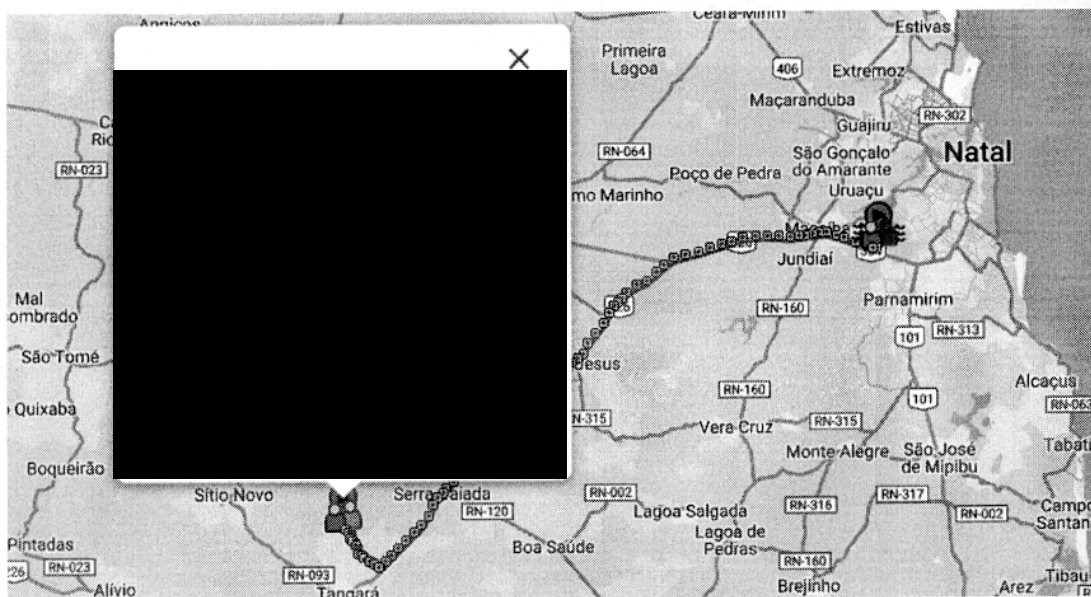 Angicos
Ceará-Mirim
Estivas
Primeira
Lagoa
406
Extremoz
Maçaranduba
RN-302
Guajiru
RN-064
São Gonçalo
do Amarante
Natal
RN-023
Poço de Pedra
Uruaçu
mo Marinho
Jundiaí
Mal
ombrado
Parnamirim
RN-160
RN-313
101
São Tomé
Jesus
Alcaçus
RN-160
101
RN-063
o Quixaba
N-315
RN-315
Vera Cruz
Monte Alegre
São José
de Mipibu
Tabat
Boqueirão
Sítio Novo
Serra Caiada
RN-002
RN-317
RN-120
Lagoa Salgada
RN-316
RN-002
Campo
Santan
Lagoa de
Pedras
Pintadas
Boa Saúde
226
RN-023
RN-093
RN-160
Tibau
Alívio
Tangará
Brejinho
Arez